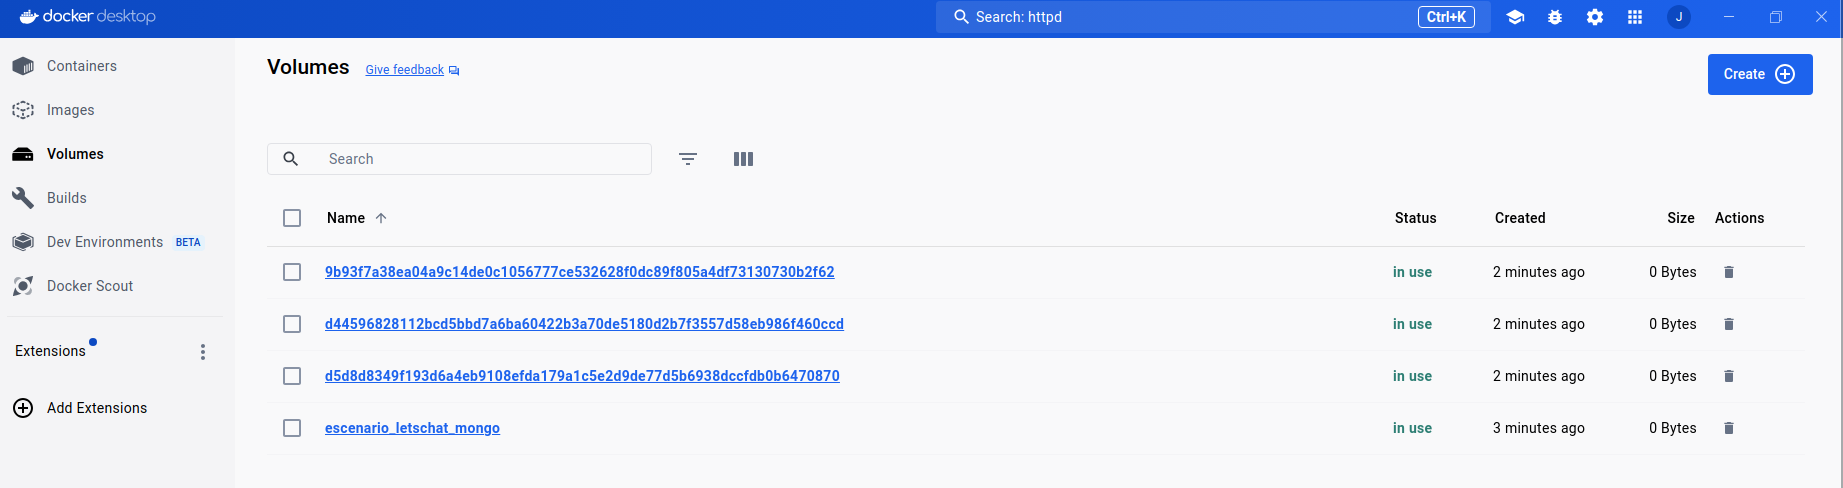 docker desktop
Search: httpd
Ctrl+K
J
Containers
Images
Volumes
Builds
Dev Environments BETA
Docker Scout
Extensions
Add Extensions
Volumes Give feedback
Create
Search
Name Status Created Size Actions
9b93f7a38ea04a9c14de0c1056777ce532628f0dc89f805a4df73130730b2f62 in use 2 minutes ago 0 Bytes
d44596828112bcd5bbd7a6ba60422b3a70de5180d2b7f3557d58eb986f460ccd in use 2 minutes ago 0 Bytes
d5d8d8349f193d6a4eb9108efda179a1c5e2d9de77d5b6938dccfdb0b6470870 in use 2 minutes ago 0 Bytes
escenario_letschat_mongo in use 3 minutes ago 0 Bytes